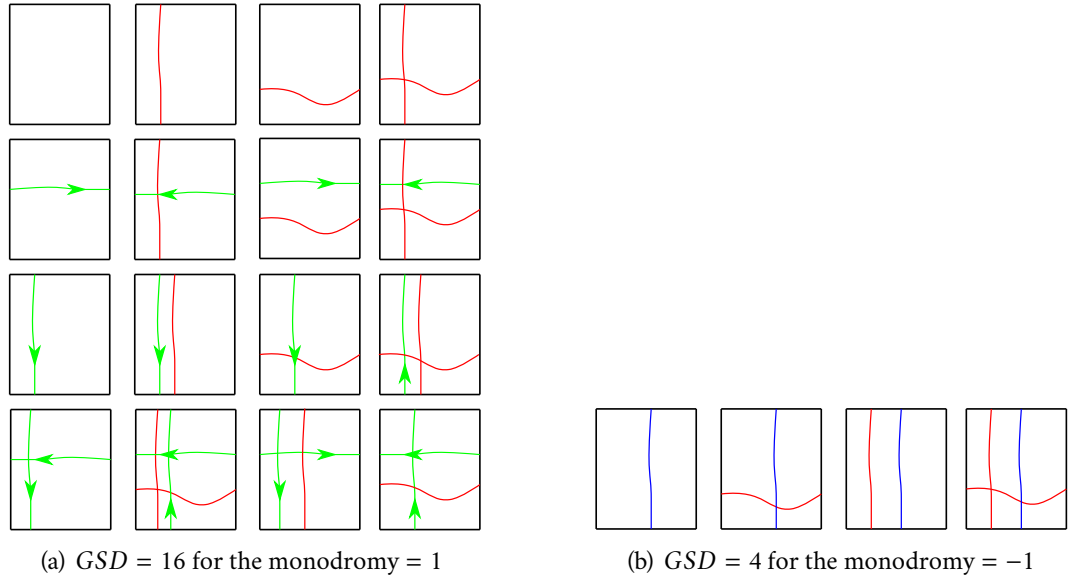 (a) GSD = 16 for the monodromy = 1
(b) GSD = 4 for the monodromy = −1